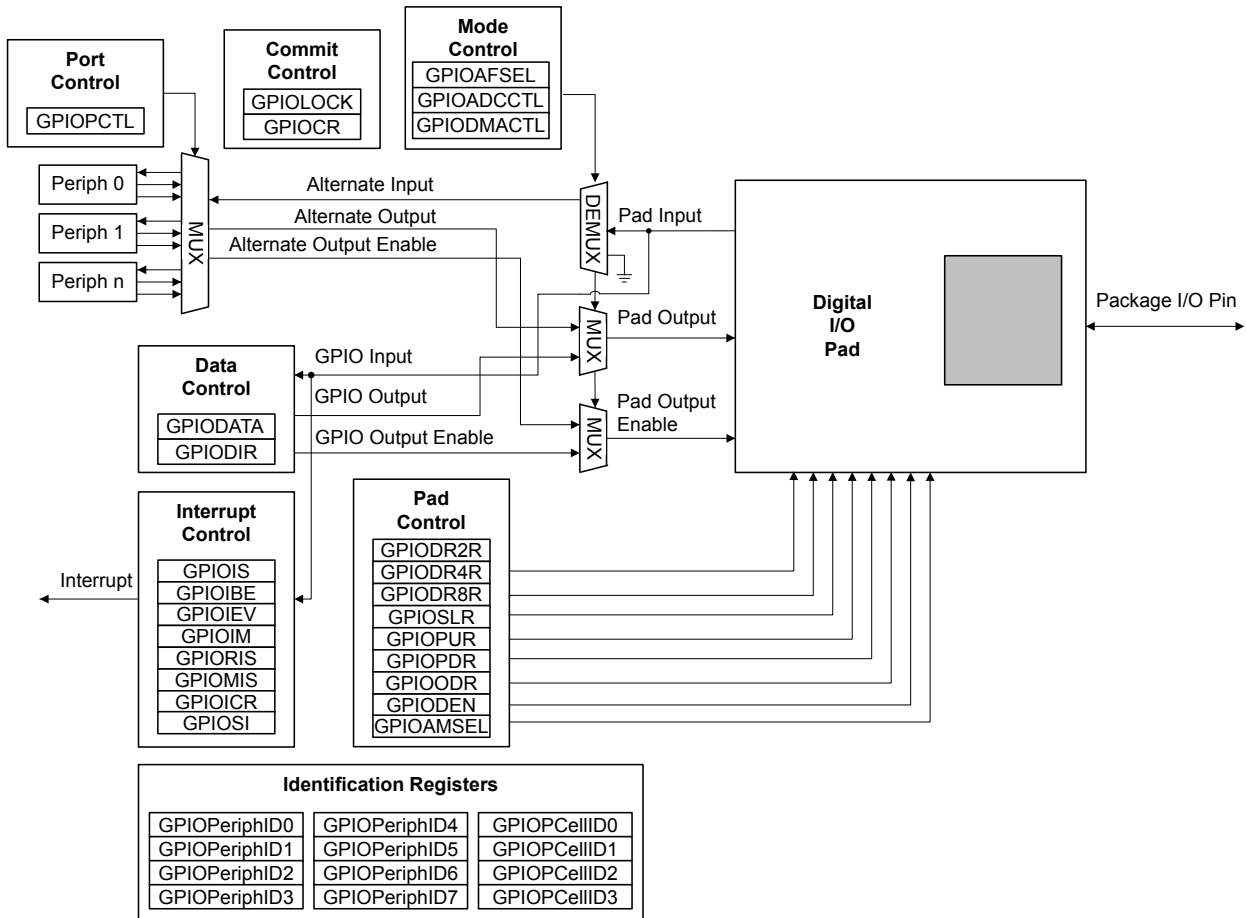 Port
Control
GPIOPCTL
Commit
Control
GPIOLOCK
GPIOCR
Mode
Control
GPIOAFSEL
GPIOADCCTL
GPIODMACTL
Periph 0
Periph 1
Periph n
MUX
Alternate Input
Alternate Output
Alternate Output Enable
DEMUX
Pad Input
MUX
Pad Output
MUX
Pad Output
Enable
Digital
I/O
Pad
Package I/O Pin
Data
Control
GPIODATA
GPIODIR
GPIO Input
GPIO Output
GPIO Output Enable
Interrupt
Interrupt
Control
GPIOIS
GPIOIBE
GPIOIEV
GPIOIM
GPIORIS
GPIOMIS
GPIOICR
GPIOSI
Pad
Control
GPIODR2R
GPIODR4R
GPIODR8R
GPIOSLR
GPIOPUR
GPIOPDR
GPIOODR
GPIODEN
GPIOAMSEL
Identification Registers
GPIOPeriphID0
GPIOPeriphID1
GPIOPeriphID2
GPIOPeriphID3
GPIOPeriphID4
GPIOPeriphID5
GPIOPeriphID6
GPIOPeriphID7
GPIOPCellID0
GPIOPCellID1
GPIOPCellID2
GPIOPCellID3